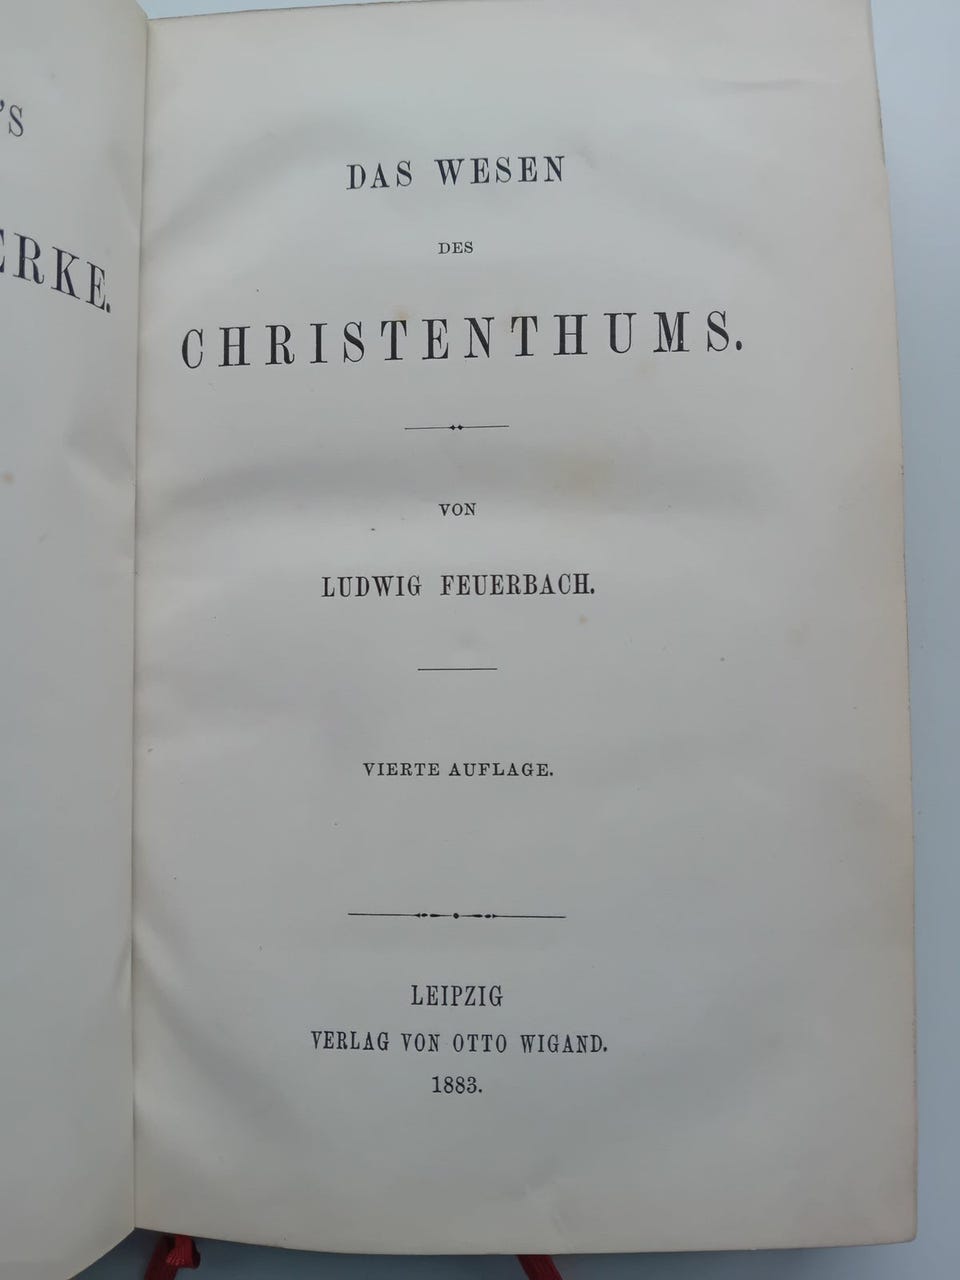 'S
ERKE.
DAS WESEN
DES
CHRISTENTHUMS.
VON
LUDWIG FEUERBACH.
VIERTE AUFLAGE.
LEIPZIG
VERLAG VON OTTO WIGAND.
1883.